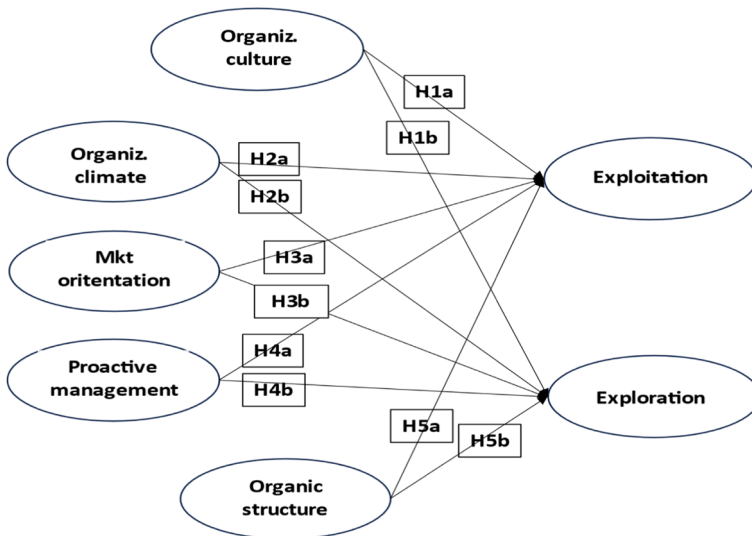 Organiz.
culture
H1a
H1b
Organiz.
climate
H2a
H2b
Exploitation
Mkt
oritentation
H3a
H3b
Proactive
management
H4a
H4b
Exploration
H5a
H5b
Organic
structure